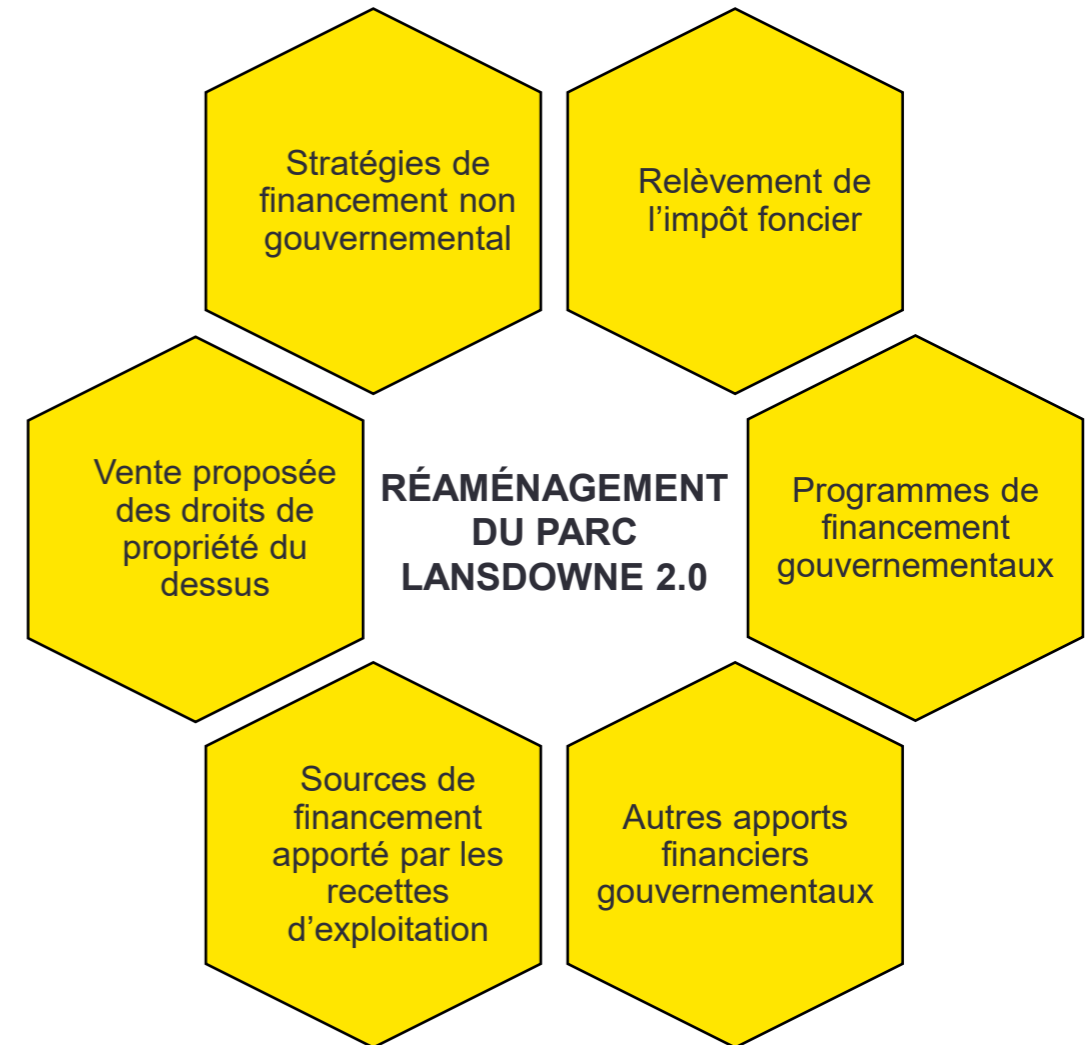 Stratégies de
financement non
gouvernemental
Relèvement de
l’impôt foncier
Vente proposée
des droits de
propriété du
dessus
RÉAMÉNAGEMENT
DU PARC
LANSDOWNE 2.0
Programmes de
financement
gouvernementaux
Sources de
financement
apporté par les
recettes
d’exploitation
Autres apports
financiers
gouvernementaux